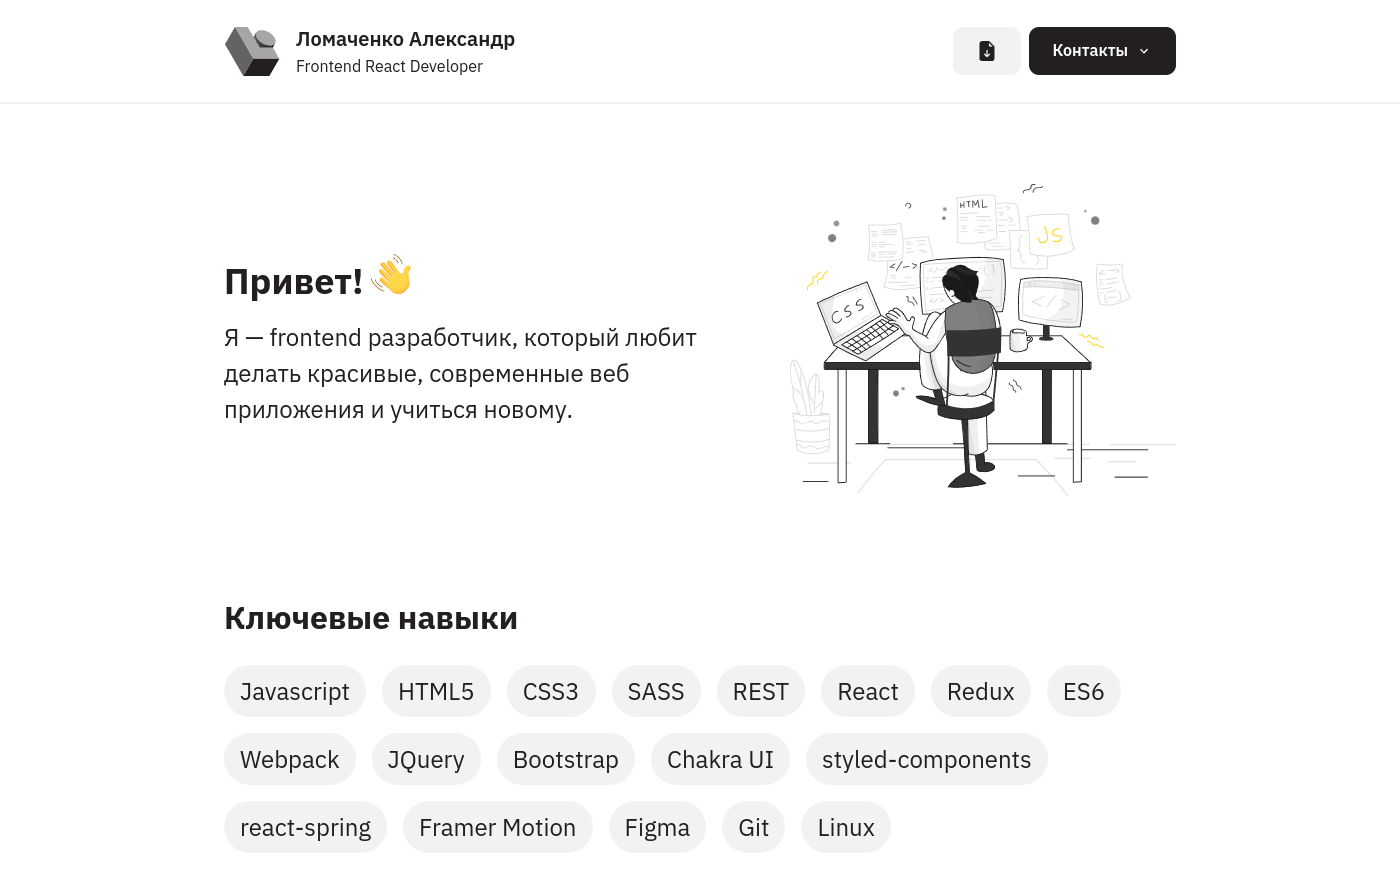 Ломаченко Александр
Frontend React Developer
Контакты
HTML
JS
</-->
CSS
</>
Привет!
Я — frontend разработчик, который любит
делать красивые, современные веб
приложения и учиться новому.
Ключевые навыки
Javascript HTML5 CSS3 SASS REST React Redux ES6
Webpack JQuery Bootstrap Chakra UI styled-components
react-spring Framer Motion Figma Git Linux